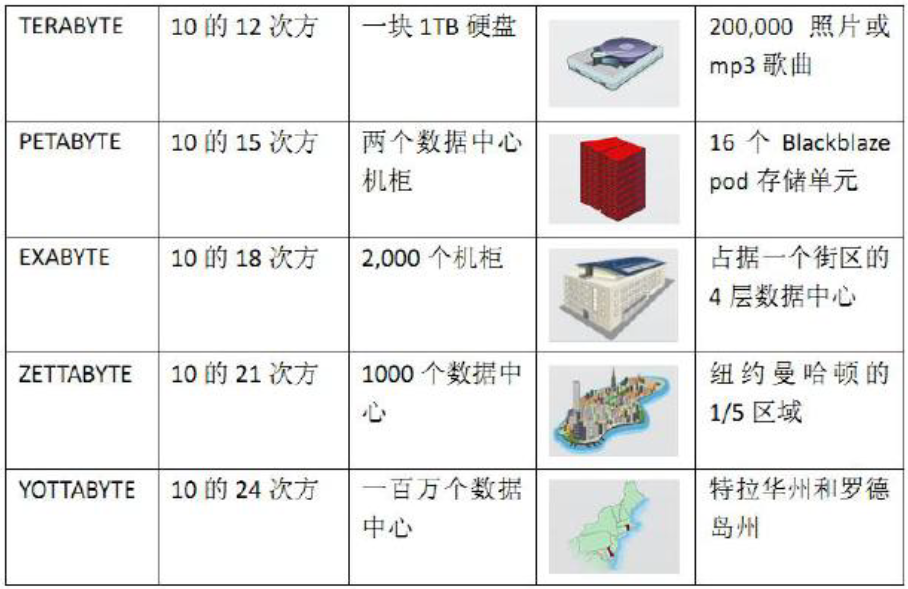 TERABYTE 10 的 12 次方 一块 1TB 硬盘 200,000 照片或
mp3 歌曲
PETABYTE 10 的 15 次方 两个数据中心 16 个 Blackblaze
机柜 pod 存储单元
EXABYTE 10 的 18 次方 2,000 个机柜 占据一个街区的
4 层数据中心
ZETTABYTE 10 的 21 次方 1000 个数据中 纽约曼哈顿的
心 1/5 区域
YOTTABYTE 10 的 24 次方 一百万个数据 特拉华州和罗德
中心 岛州